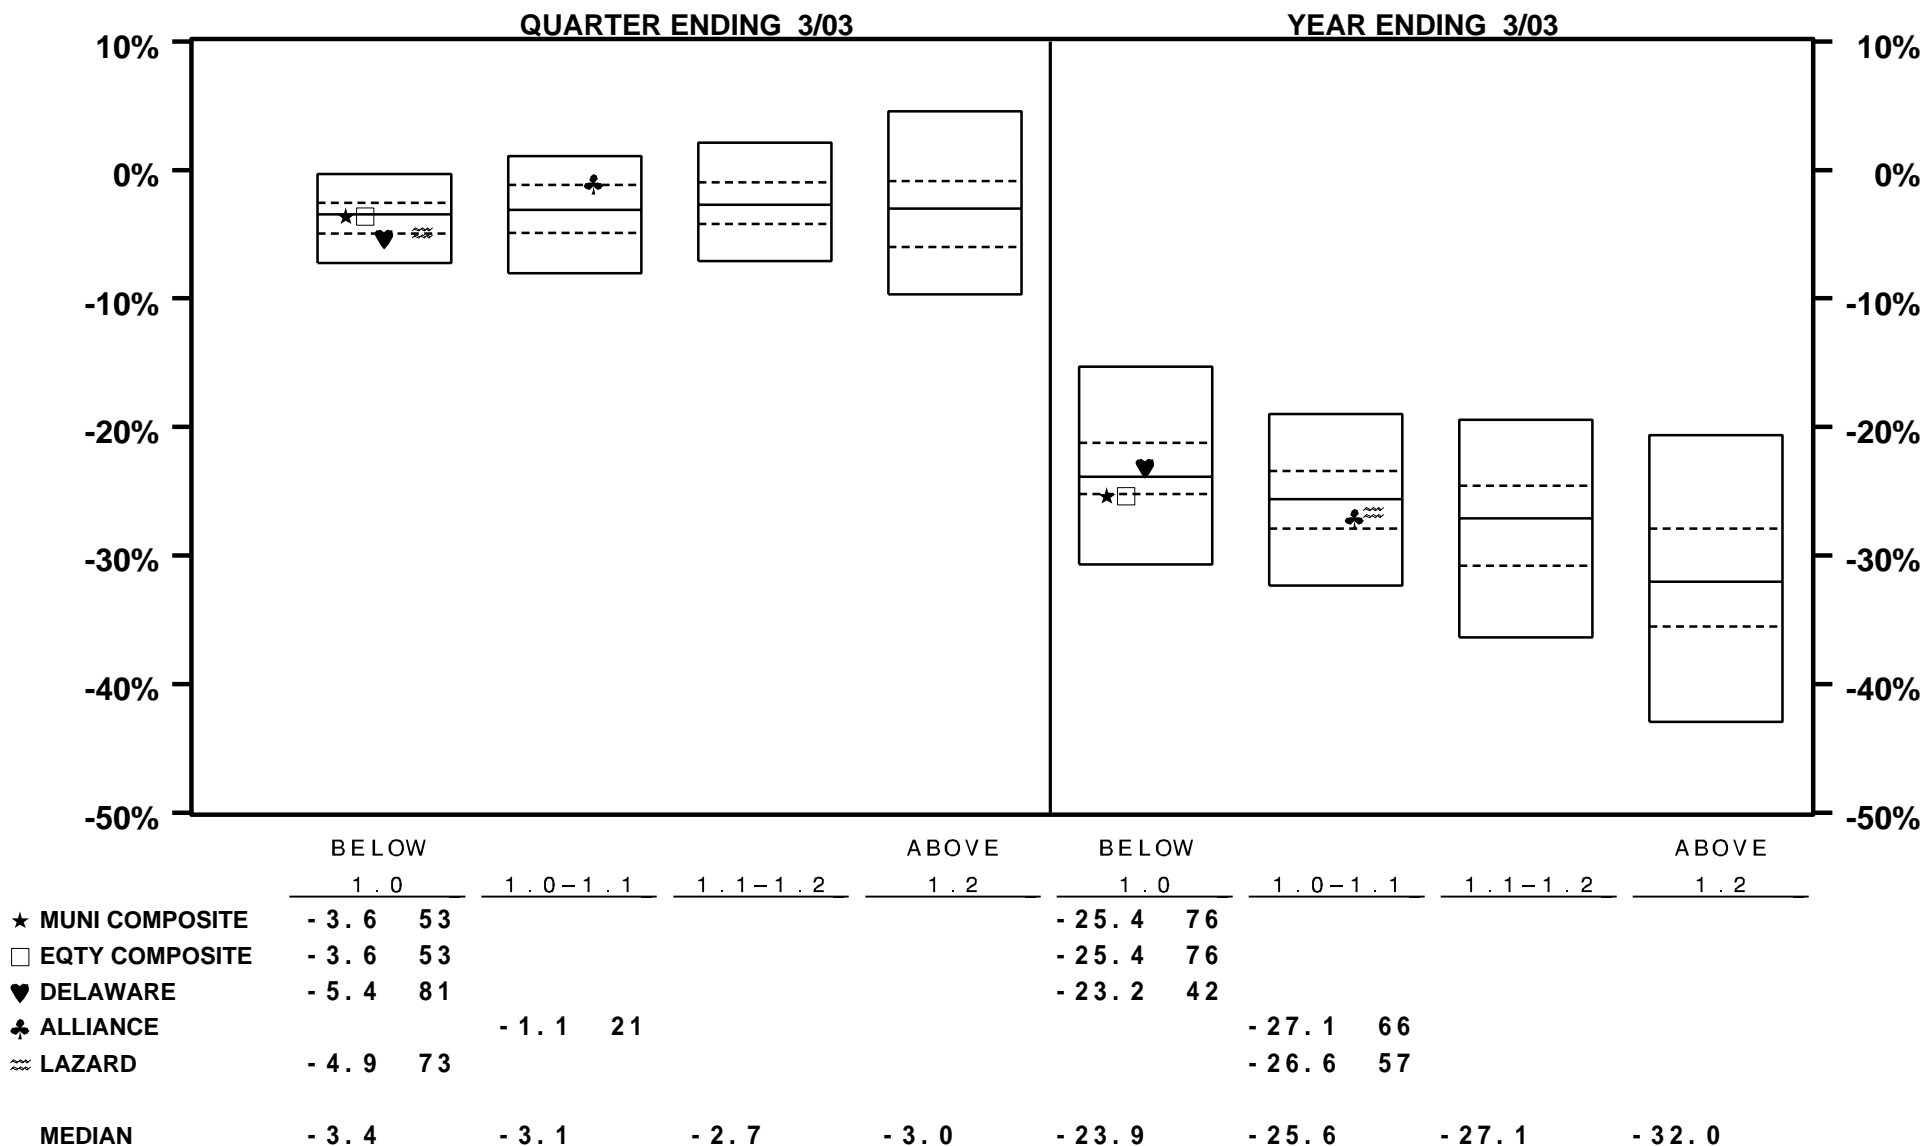 QUARTER ENDING 3/03 YEAR ENDING 3/03
10% 10%
0% 0%
-10% -10%
-20% -20%
-30% -30%
-40% -40%
-50% -50%
BELOW ABOVE BELOW ABOVE
1.0 1.0-1.1 1.1-1.2 1.2 1.0 1.0-1.1 1.1-1.2 1.2
★ MUNI COMPOSITE -3.6 53 -25.4 76
□ EQTY COMPOSITE -3.6 53 -25.4 76
♥ DELAWARE -5.4 81 -23.2 42
♣ ALLIANCE -1.1 21 -27.1 66
LAZARD -4.9 73 -26.6 57
MEDIAN -3.4 -3.1 -2.7 -3.0 -23.9 -25.6 -27.1 -32.0